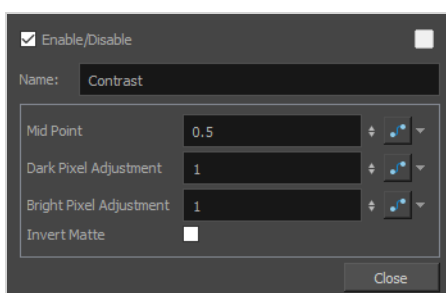 Enable/Disable
Name: Contrast
Mid Point 0.5
Dark Pixel Adjustment 1
Bright Pixel Adjustment 1
Invert Matte
Close